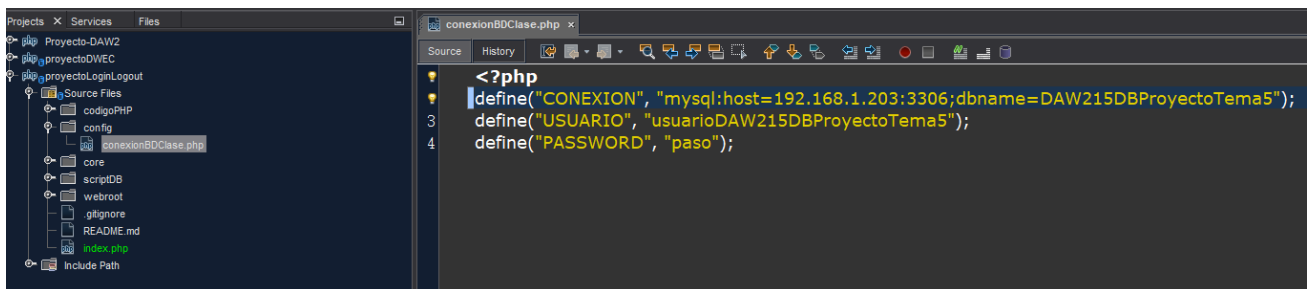 Projects Services Files
Proyecto-DAW2
proyectoDWEC
proyectoLoginLogout
Source Files
codigoPHP
config
conexionBDClase.php
core
scriptDB
webroot
.gitignore
README.md
index.php
Include Path
conexionBDClase.php
Source History
<?php
define("CONEXION", "mysql:host=192.168.1.203:3306;dbname=DAW215DBProyectoTema5");
3 define("USUARIO", "usuarioDAW215DBProyectoTema5");
4 define("PASSWORD", "paso");